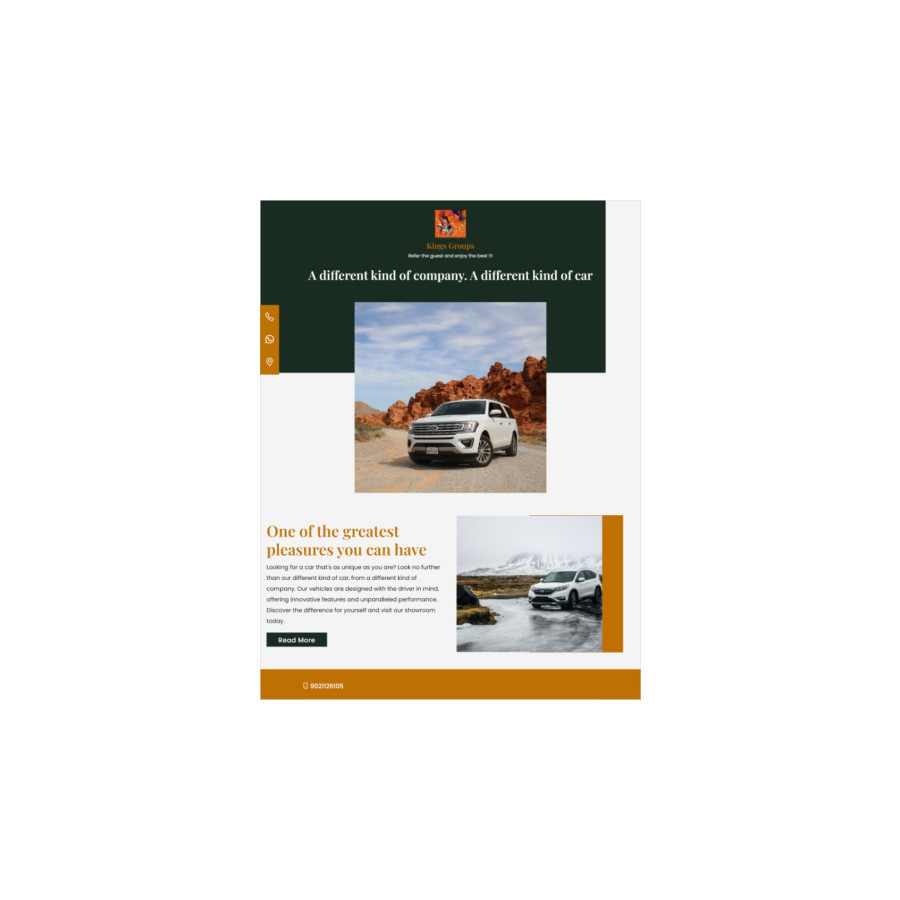 Kings Groups
Refer the guest and enjoy the best !!!
A different kind of company. A different kind of car
One of the greatest
pleasures you can have
Looking for a car that's as unique as you are? Look no further
than our different kind of car, from a different kind of
company. Our vehicles are designed with the driver in mind,
offering innovative features and unparalleled performance.
Discover the difference for yourself and visit our showroom
today.
Read More
9021126105